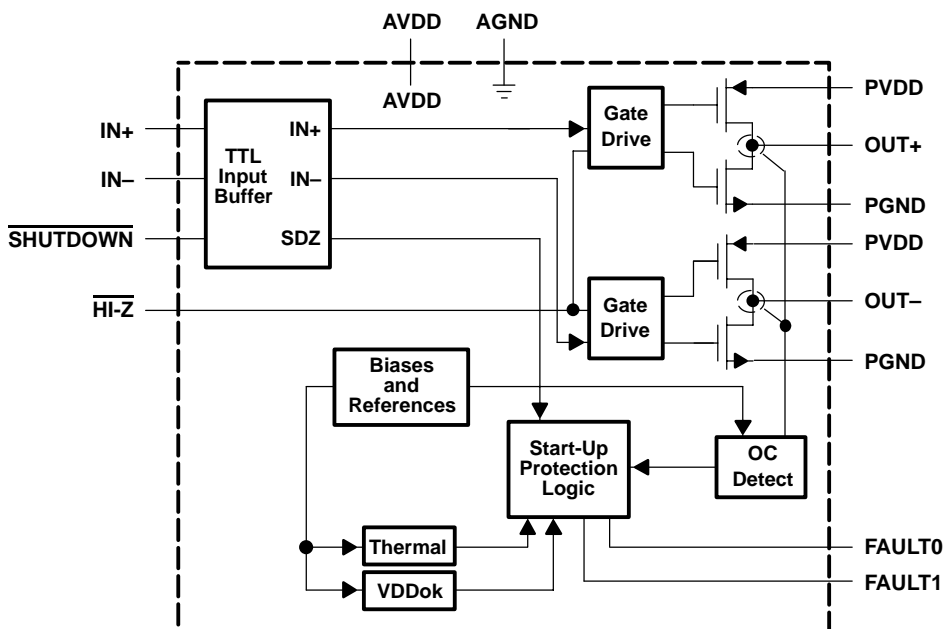 AVDD AGND
AVDD
PVDD
IN+
IN+
TTL
Input
Buffer
Gate
Drive
OUT+
IN–
IN–
PGND
SHUTDOWN
SDZ
PVDD
HI-Z
Gate
Drive
OUT–
PGND
Biases
and
References
Start-Up
Protection
Logic
OC
Detect
Thermal
FAULT0
VDDok
FAULT1